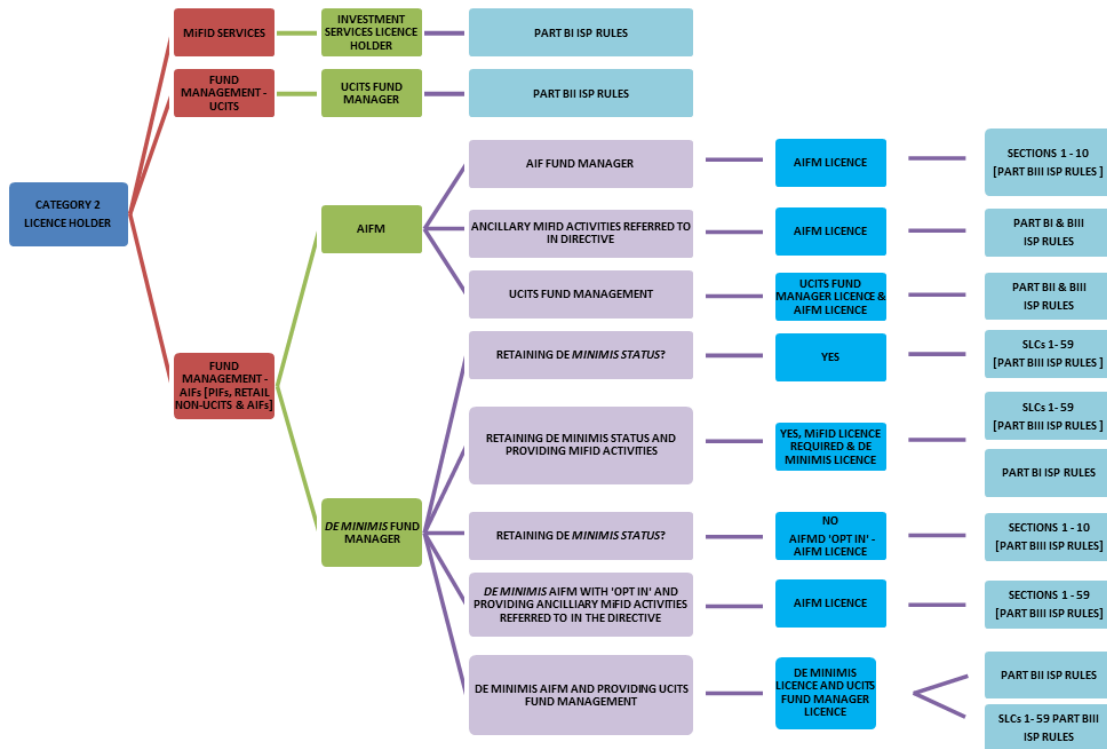 MiFID SERVICES
INVESTMENT
SERVICES LICENCE
HOLDER
PART BI ISP RULES
FUND
MANAGEMENT -
UCITS
UCITS FUND
MANAGER
PART BII ISP RULES
CATEGORY 2
LICENCE HOLDER
AIFM
AIF FUND MANAGER
AIFM LICENCE
SECTIONS 1 - 10
[PART BIII ISP RULES ]
ANCILLARY MIFID ACTIVITIES REFERRED TO
IN DIRECTIVE
AIFM LICENCE
PART BI & BIII
ISP RULES
UCITS FUND MANAGEMENT
UCITS FUND
MANAGER LICENCE &
AIFM LICENCE
PART BII & BIII
ISP RULES
FUND
MANAGEMENT -
AIFs [PIFs, RETAIL
NON-UCITS & AIFs]
DE MINIMIS FUND
MANAGER
RETAINING DE MINIMIS STATUS?
YES
SLCs 1- 59
[PART BIII ISP RULES ]
RETAINING DE MINIMIS STATUS AND
PROVIDING MIFID ACTIVITIES
YES, MiFID LICENCE
REQUIRED & DE
MINIMIS LICENCE
SLCs 1-59
[PART BIII ISP RULES ]
PART BI ISP RULES
RETAINING DE MINIMIS STATUS?
NO
AIFMD 'OPT IN' -
AIFM LICENCE
SECTIONS 1 - 10
[PART BIII ISP RULES]
DE MINIMIS AIFM WITH 'OPT IN' AND
PROVIDING ANCILLIARY MiFID ACTIVITIES
REFERRED TO IN THE DIRECTIVE
AIFM LICENCE
SECTIONS 1 - 59
[PART BIII ISP RULES]
DE MINIMIS AIFM AND PROVIDING UCITS
FUND MANAGEMENT
DE MINIMIS
LICENCE AND UCITS
FUND MANAGER
LICENCE
PART BII ISP RULES
SLCs 1- 59 PART BIII
ISP RULES